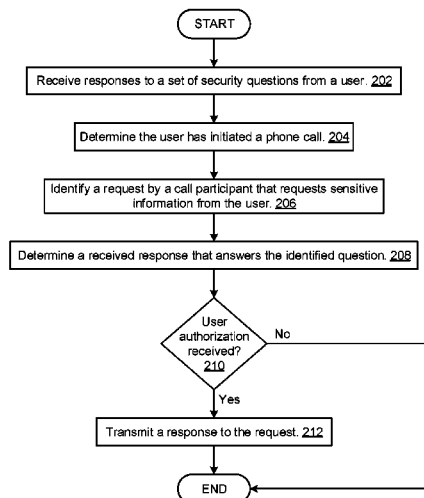 START
Receive responses to a set of security questions from a user. 202
Determine the user has initiated a phone call. 204
Identify a request by a call participant that requests sensitive
information from the user. 206
Determine a received response that answers the identified question. 208
User
authorization
received?
210
No
Yes
Transmit a response to the request. 212
END